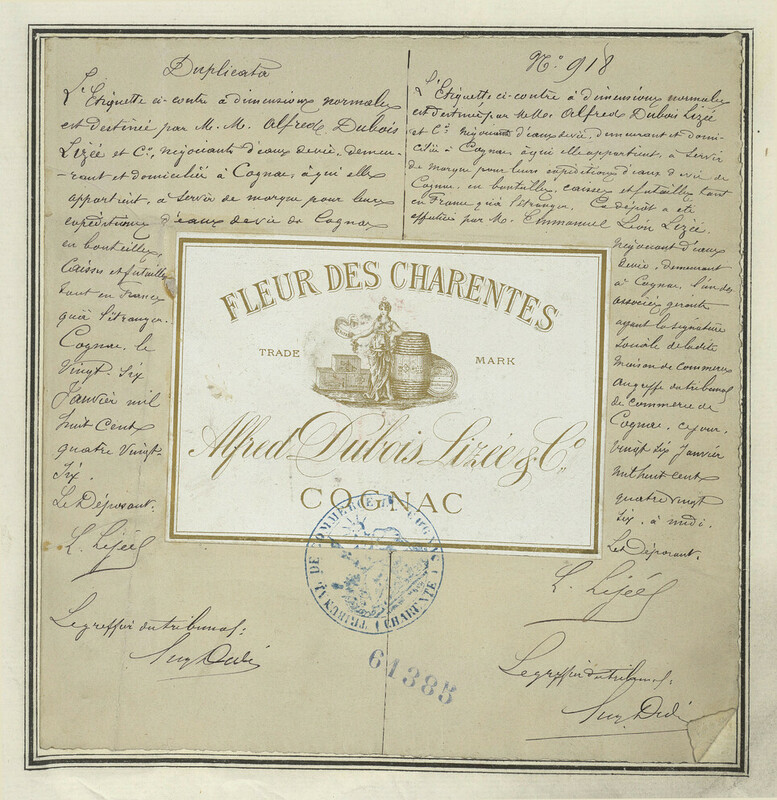 Duplicata
L'Etiquette ci-contre à dimensions normales
est destinée par M. M. Alfred Dubois
Lizée et Co, négociants d'eaux de vie, demeu-
-rant et domicilié à Cognac, à qui elle
appartient, à servir de marque pour leurs
expéditions d'eaux de vie de Cognac
en bouteilles,
Caisses et futailles
tant en France
qu'à l'étranger.
Cognac, le
Vingt Six
Janvier mil
huit Cent
quatre Vingt-
Six.
Le Déposant.
L. Lizée
Le greffier du tribunal:
No. 918
L'Etiquette ci-contre à dimensions normales
est destinée par MM. Alfred Dubois Lizée
et Co négociants d'eaux de vie, demeurant et domi-
ciliés à Cognac, à qui elle appartient, à servir
de marque pour leurs expéditions d'eaux de vie de
Cognac, en bouteilles, caisses et futailles tant
en France qu'à l'étranger. Ce dépôt a été
effectué par M. Emmanuel Léon Lizée.
négociant d'eaux
de vie, demeurant
à Cognac, l'un des
associés gérants
ayant la signature
sociale de ladite
maison de commerce
au greffe du tribunal
de commerce de
Cognac, ce jour,
vingt six Janvier
mil huit cent
quatre vingt
six, à midi.
Le Déposant.
L. Lizée
Le greffier du tribunal:
FLEUR DES CHARENTES
TRADE MARK
Alfred Dubois Lizée & Co.
COGNAC
TRIBUNAL DE COMMERCE DE COGNAC (CHARENTE)
61385